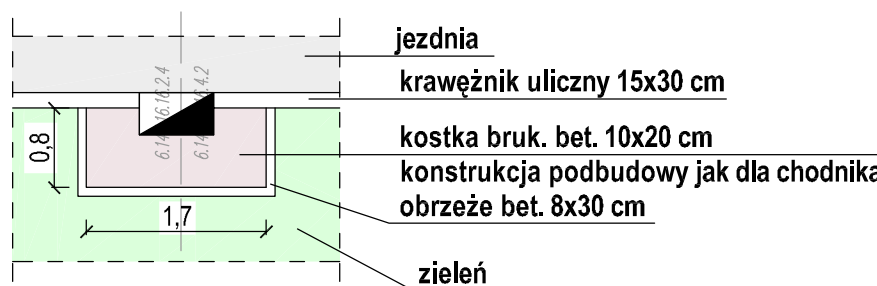 jezdnia
krawężnik uliczny 15x30 cm
kostka bruk. bet. 10x20 cm
konstrukcja podbudowy jak dla chodnika
obrzeże bet. 8x30 cm
zieleń
0,8
1,7